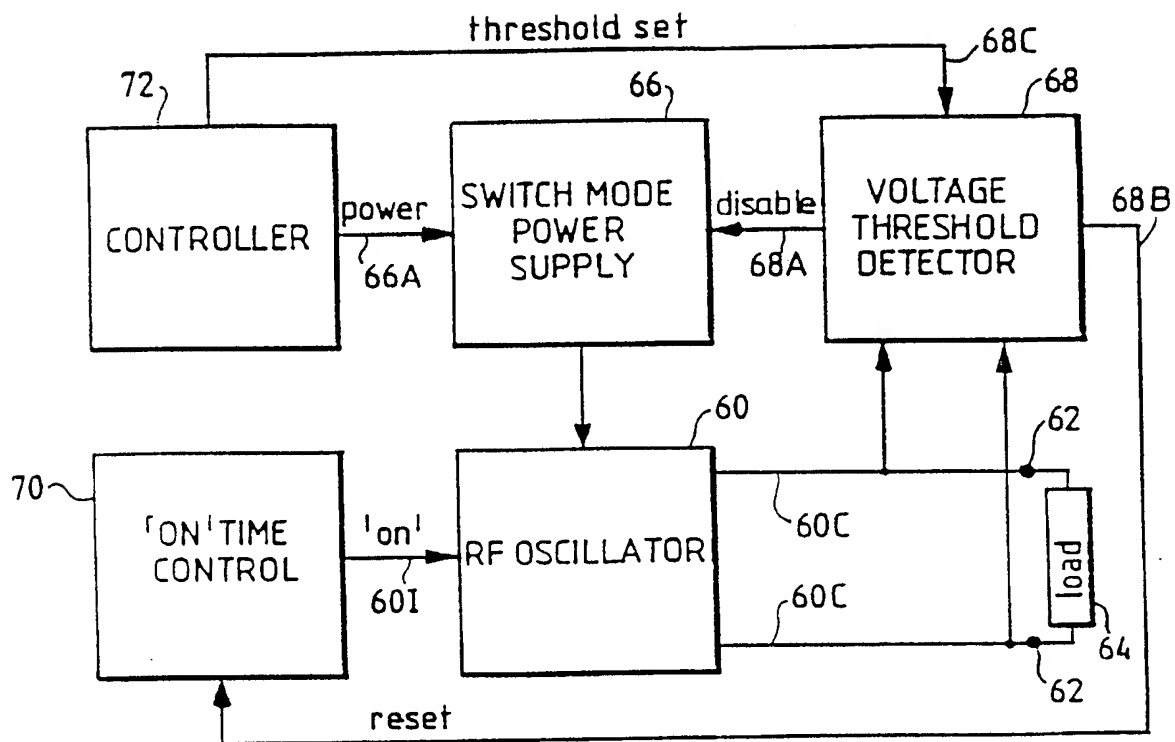 threshold set
68C
72
66
68
CONTROLLER
power
66A
SWITCH MODE
POWER
SUPPLY
disable
68A
VOLTAGE
THRESHOLD
DETECTOR
68B
60
62
70
'ON' TIME
CONTROL
'on'
60I
RF OSCILLATOR
60C
60C
load
64
62
reset